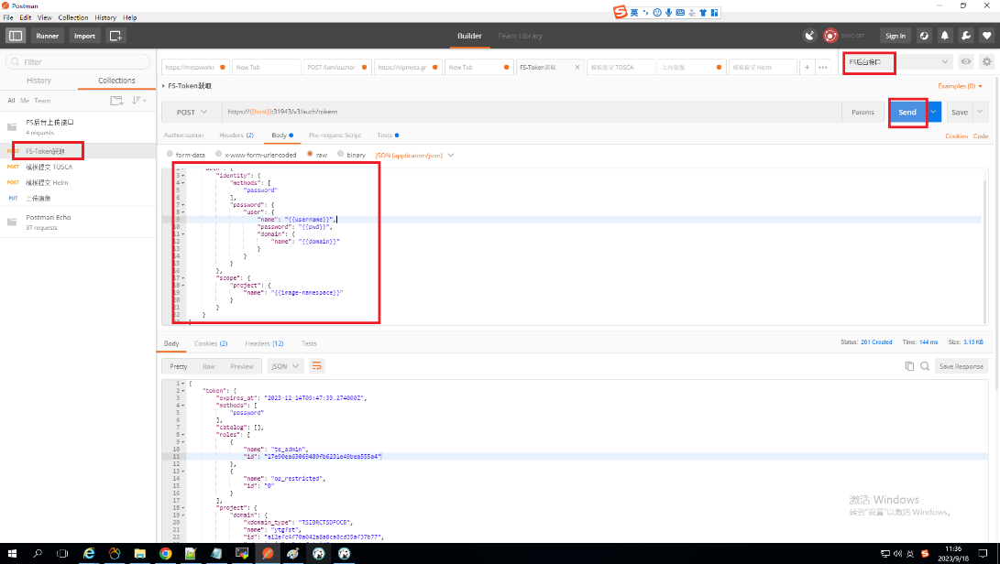 Postman
英
File Edit View Collection History Help
Runner Import Builder Team Library SYNC OFF Sign In
Filter
History Collections
All Me Team
FS后台上传接口
4 requests
POST FS-Token获取
POST 模板提交 TOSCA
POST 模板提交 Helm
PUT 上传镜像
Postman Echo
37 requests
https://metaworks New Tab POST /iam/author https://vipmesa.gr New Tab FS-Token获取 模板提交 TOSCA 上传镜像 模板提交 Helm
FS后台接口
FS-Token获取 Examples (0)
POST https://{{host}}:31943/v3/auth/tokens Params Send Save
Authorization Headers (2) Body Pre-request Script Tests Cookies Code
form-data x-www-form-urlencoded raw binary JSON (application/json)
3 "identity": {
4 "methods": [
5 "password"
6 ],
7 "password": {
8 "user": {
9 "name": "{{username}}",
10 "password": "{{pwd}}",
11 "domain": {
12 "name": "{{domain}}"
13 }
14 }
15 }
16 },
17 "scope": {
18 "project": {
19 "name": "{{image-namespace}}"
20 }
21 }
22 }
Body Cookies (2) Headers (12) Tests Status: 201 Created Time: 144 ms Size: 3.13 KB
Pretty Raw Preview JSON Save Response
1 {
2 "token": {
3 "expires_at": "2023-12-14T09:47:33.274000Z",
4 "methods": [
5 "password"
6 ],
7 "catalog": [],
8 "roles": [
9 {
10 "name": "te_admin",
11 "id": "17e90ea63069489fb6231e49bea555a4"
12 },
13 {
14 "name": "op_restricted",
15 "id": "0"
16 }
17 ],
18 "project": {
19 "domain": {
20 "xdomain_type": "TSIBRCTSDPOCB",
21 "name": "ytgfst",
22 "id": "a12efc4f70a042a8a8ca8cd35af37b77",
激活 Windows
转到"设置"以激活 Windows。
英
11:36
2023/9/18